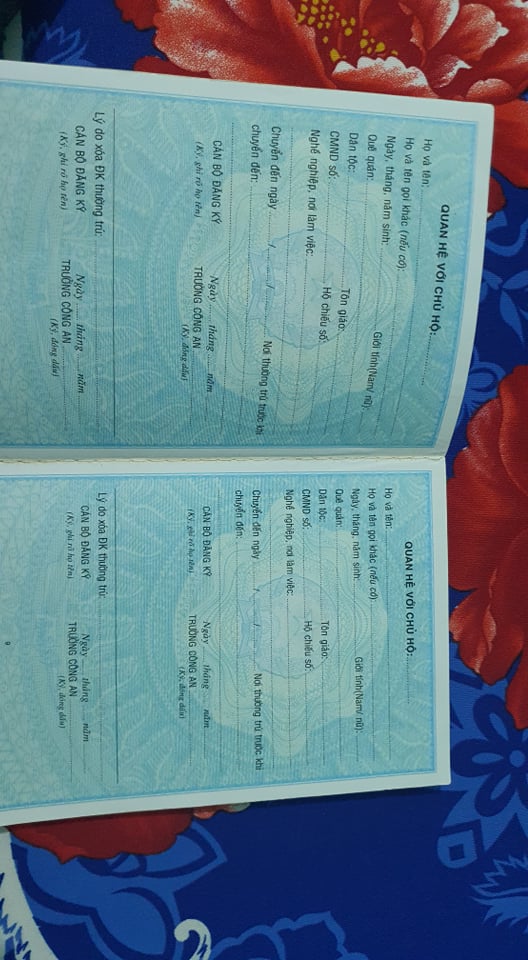 QUAN HỆ VỚI CHỦ HỘ:
Họ và tên:
Họ và tên gọi khác (nếu có):
Ngày, tháng, năm sinh: Giới tính(Nam/ nữ):
Quê quán:
Dân tộc: Tôn giáo:
CMND số: Hộ chiếu số:
Nghề nghiệp, nơi làm việc:
Chuyển đến ngày ...../...../..... Nơi thường trú trước khi
chuyển đến:
Ngày ..... tháng ..... năm
CÁN BỘ ĐĂNG KÝ TRƯỞNG CÔNG AN
(Ký, ghi rõ họ tên) (Ký, đóng dấu)
Lý do xóa ĐK thường trú:
Ngày ..... tháng ..... năm
CÁN BỘ ĐĂNG KÝ TRƯỞNG CÔNG AN
(Ký, ghi rõ họ tên) (Ký, đóng dấu)
QUAN HỆ VỚI CHỦ HỘ:
Họ và tên:
Họ và tên gọi khác (nếu có):
Ngày, tháng, năm sinh: Giới tính(Nam/ nữ):
Quê quán:
Dân tộc: Tôn giáo:
CMND số: Hộ chiếu số:
Nghề nghiệp, nơi làm việc:
Chuyển đến ngày ...../...../..... Nơi thường trú trước khi
chuyển đến:
Ngày ..... tháng ..... năm
CÁN BỘ ĐĂNG KÝ TRƯỞNG CÔNG AN
(Ký, ghi rõ họ tên) (Ký, đóng dấu)
Lý do xóa ĐK thường trú:
Ngày ..... tháng ..... năm
CÁN BỘ ĐĂNG KÝ TRƯỞNG CÔNG AN
(Ký, ghi rõ họ tên) (Ký, đóng dấu)
9